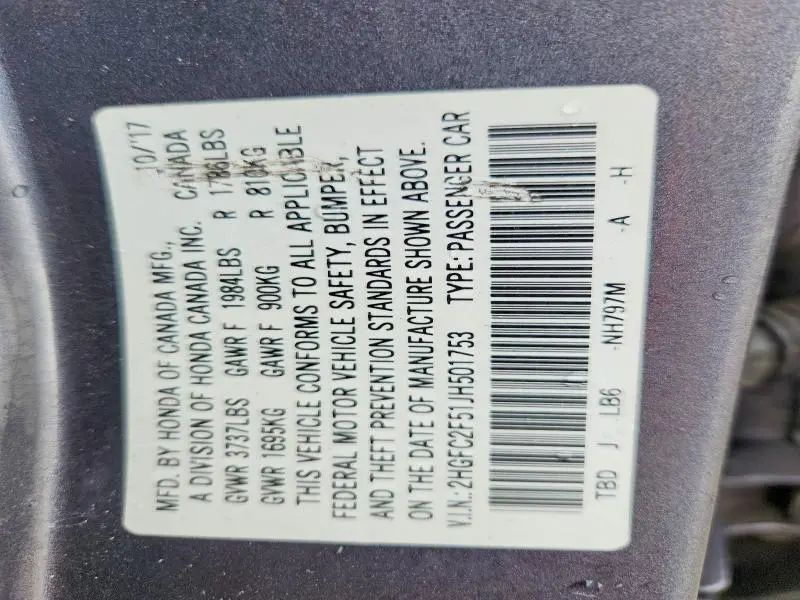 MFD. BY HONDA OF CANADA MFG., 10/'17
A DIVISION OF HONDA CANADA INC. CANADA
GVWR 3737LBS GAWR F 1984LBS R 1786LBS
GVWR 1695KG GAWR F 900KG R 810KG
THIS VEHICLE CONFORMS TO ALL APPLICABLE
FEDERAL MOTOR VEHICLE SAFETY, BUMPER,
AND THEFT PREVENTION STANDARDS IN EFFECT
ON THE DATE OF MANUFACTURE SHOWN ABOVE.
V.I.N.: 2HGFC2F51JH501753 TYPE: PASSENGER CAR
TBD J LB6 -NH797M -A -H